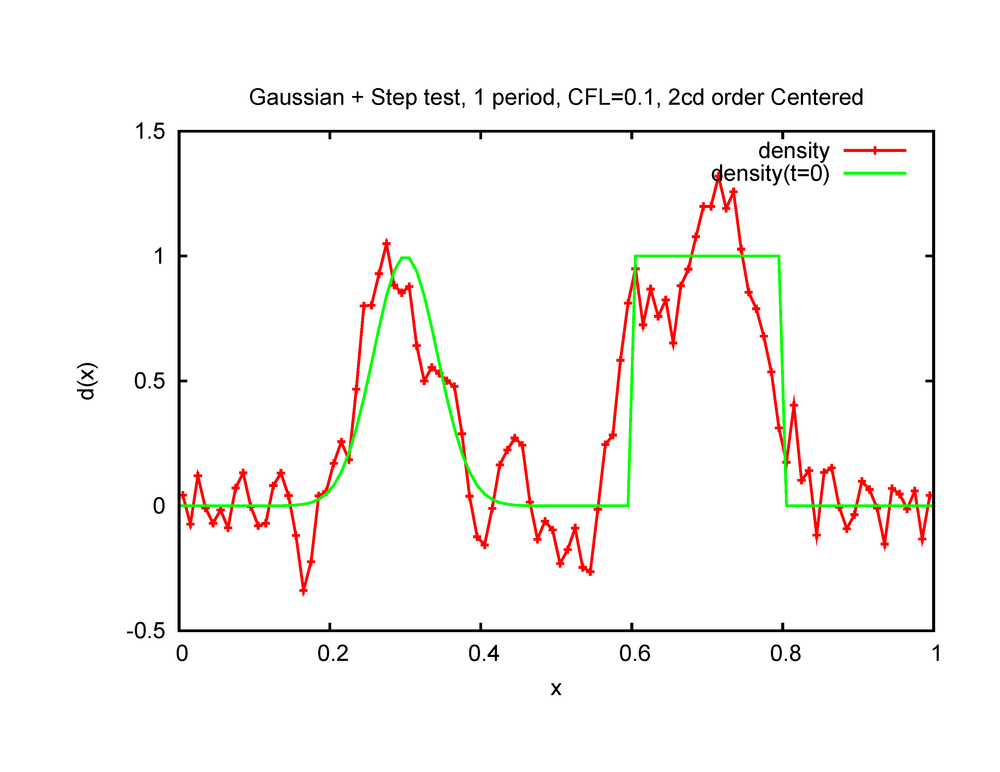 Gaussian + Step test, 1 period, CFL=0.1, 2cd order Centered
1.5
density
density(t=0)
1
0.5
d(x)
0
-0.5
0 0.2 0.4 0.6 0.8 1
x